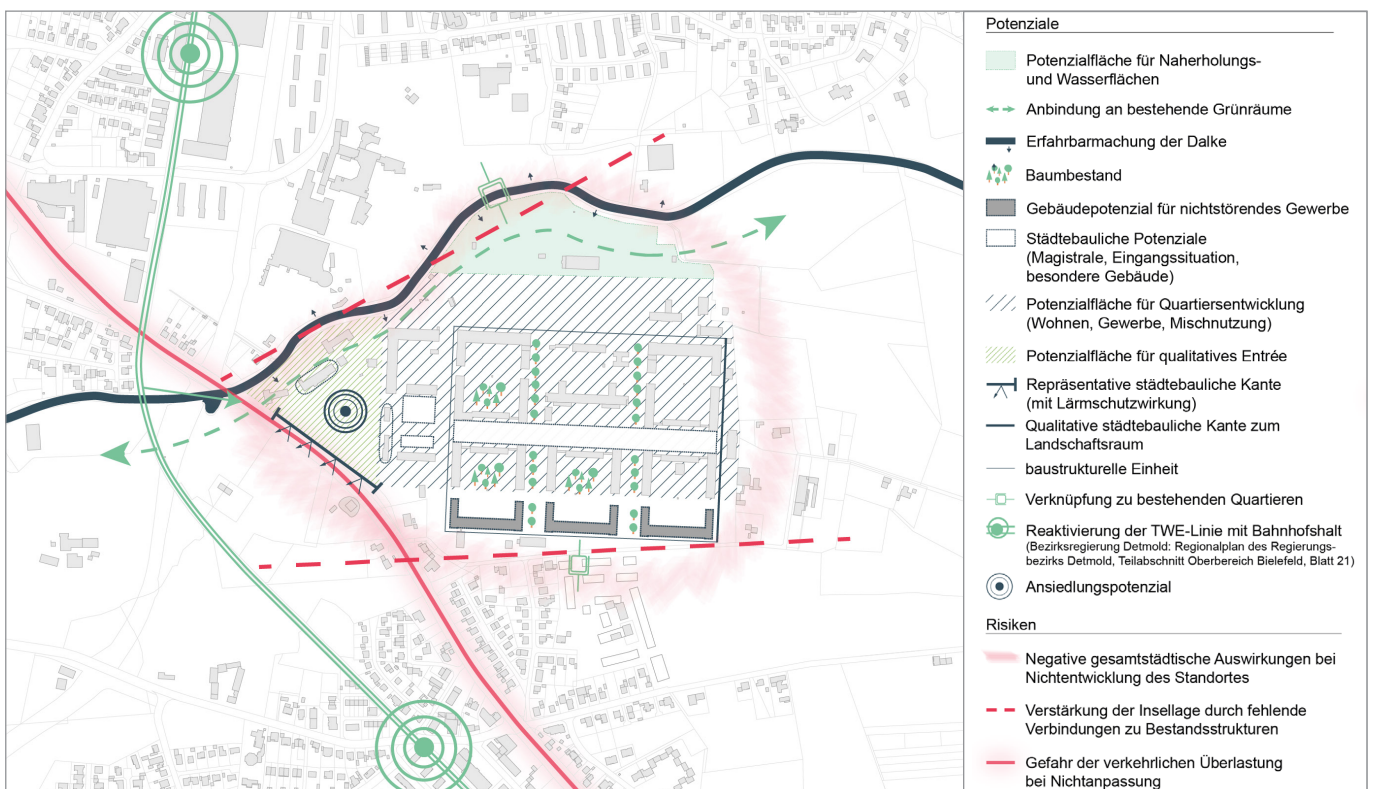 Potenziale
Potenzialfläche für Naherholungs-
und Wasserflächen
Anbindung an bestehende Grünräume
Erfahrbarmachung der Dalke
Baumbestand
Gebäudepotenzial für nichtstörendes Gewerbe
Städtebauliche Potenziale
(Magistrale, Eingangssituation,
besondere Gebäude)
Potenzialfläche für Quartiersentwicklung
(Wohnen, Gewerbe, Mischnutzung)
Potenzialfläche für qualitatives Entrée
Repräsentative städtebauliche Kante
(mit Lärmschutzwirkung)
Qualitative städtebauliche Kante zum
Landschaftsraum
baustrukturelle Einheit
Verknüpfung zu bestehenden Quartieren
Reaktivierung der TWE-Linie mit Bahnhofshalt
(Bezirksregierung Detmold: Regionalplan des Regierungs-
bezirks Detmold, Teilabschnitt Oberbereich Bielefeld, Blatt 21)
Ansiedlungspotenzial
Risiken
Negative gesamtstädtische Auswirkungen bei
Nichtentwicklung des Standortes
Verstärkung der Insellage durch fehlende
Verbindungen zu Bestandsstrukturen
Gefahr der verkehrlichen Überlastung
bei Nichtanpassung